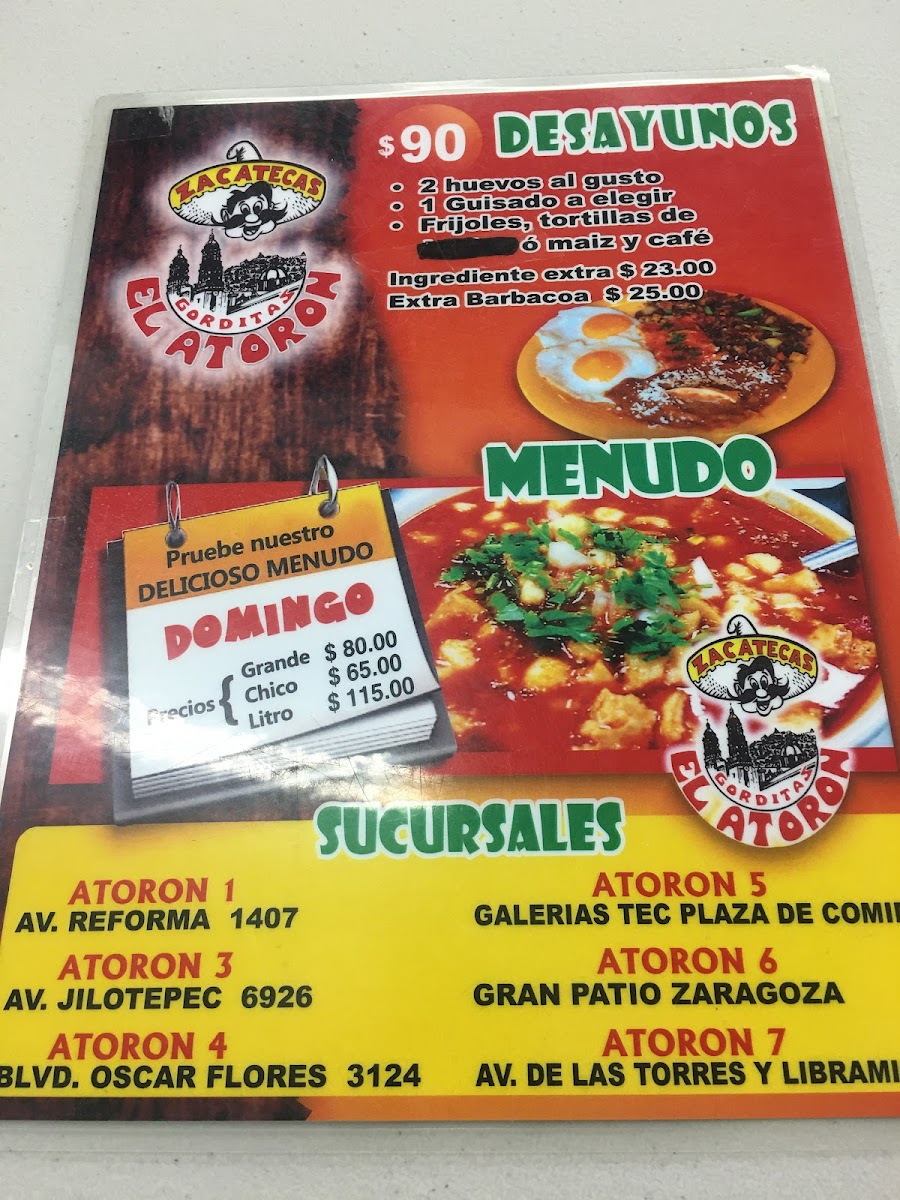 ZACATECAS
GORDITAS
EL ATORON
$90 DESAYUNOS
• 2 huevos al gusto
• 1 Guisado a elegir
• Frijoles, tortillas de
ó maiz y café
Ingrediente extra $ 23.00
Extra Barbacoa $ 25.00
MENUDO
Pruebe nuestro
DELICIOSO MENUDO
DOMINGO
Precios { Grande $ 80.00
Chico $ 65.00
Litro $ 115.00
ZACATECAS
GORDITAS
EL ATORON
SUCURSALES
ATORON 1
AV. REFORMA 1407
ATORON 3
AV. JILOTEPEC 6926
ATORON 4
BLVD. OSCAR FLORES 3124
ATORON 5
GALERIAS TEC PLAZA DE COMI
ATORON 6
GRAN PATIO ZARAGOZA
ATORON 7
AV. DE LAS TORRES Y LIBRAMI